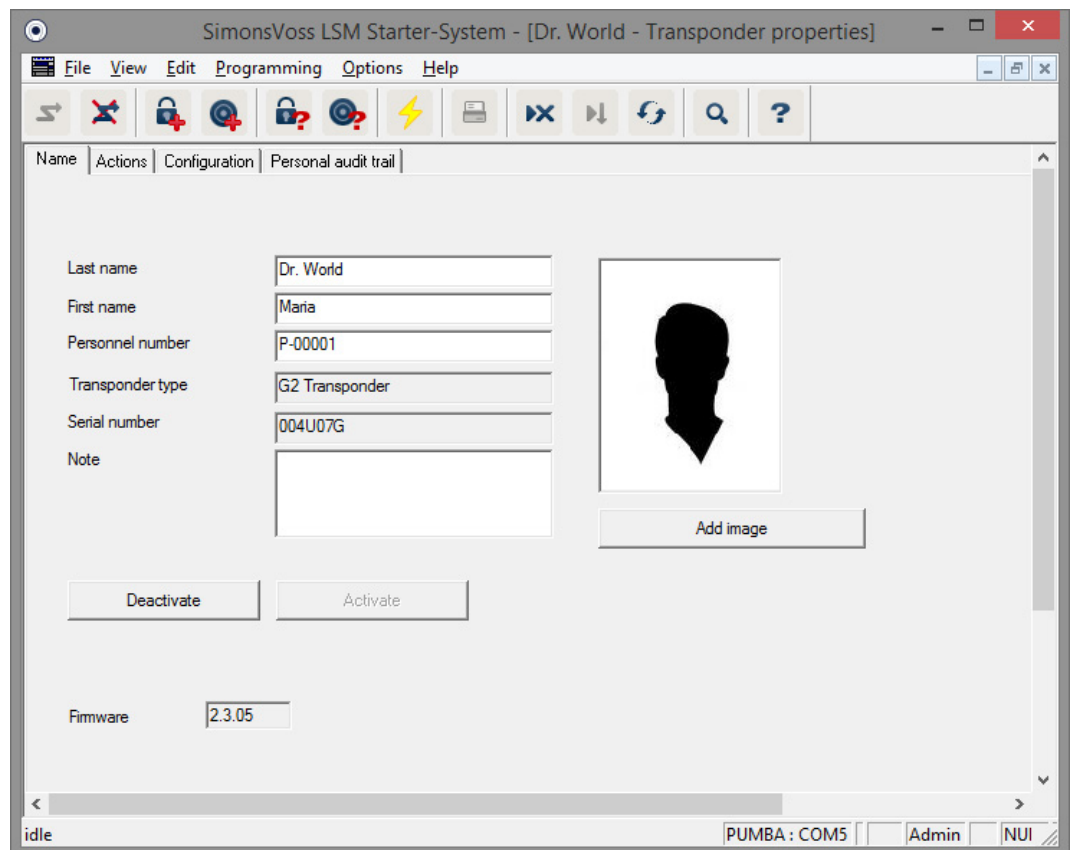 SimonsVoss LSM Starter-System - [Dr. World - Transponder properties]
File View Edit Programming Options Help
Name Actions Configuration Personal audit trail
Last name Dr. World
First name Maria
Personnel number P-00001
Transponder type G2 Transponder
Serial number 004U07G
Note
Add image
Deactivate Activate
Firmware 2.3.05
idle PUMBA : COM5 Admin NUI